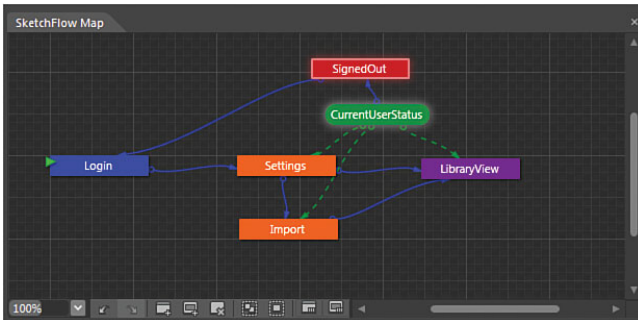 SketchFlow Map
SignedOut
CurrentUserStatus
Login
Settings
LibraryView
Import
100%